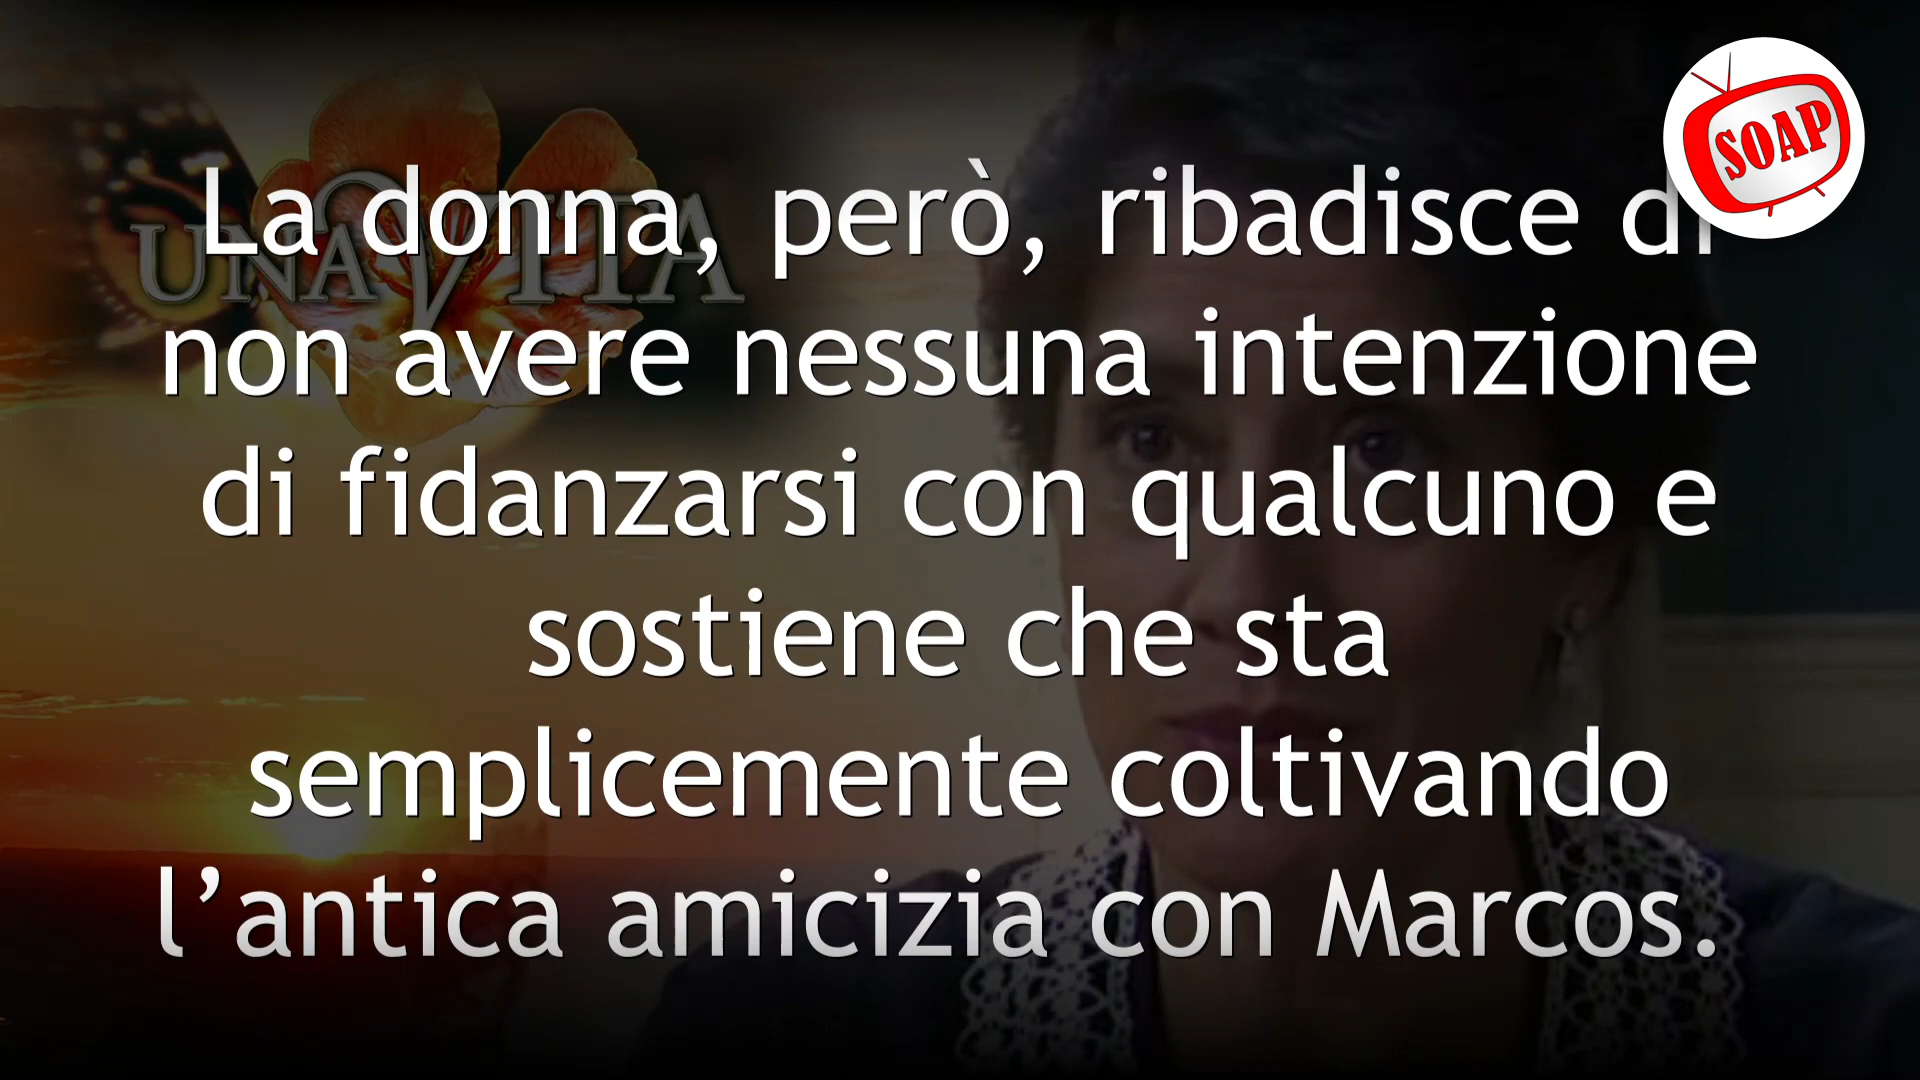 SOAP
UNA VITA
La donna, però, ribadisce di
non avere nessuna intenzione
di fidanzarsi con qualcuno e
sostiene che sta
semplicemente coltivando
l’antica amicizia con Marcos.